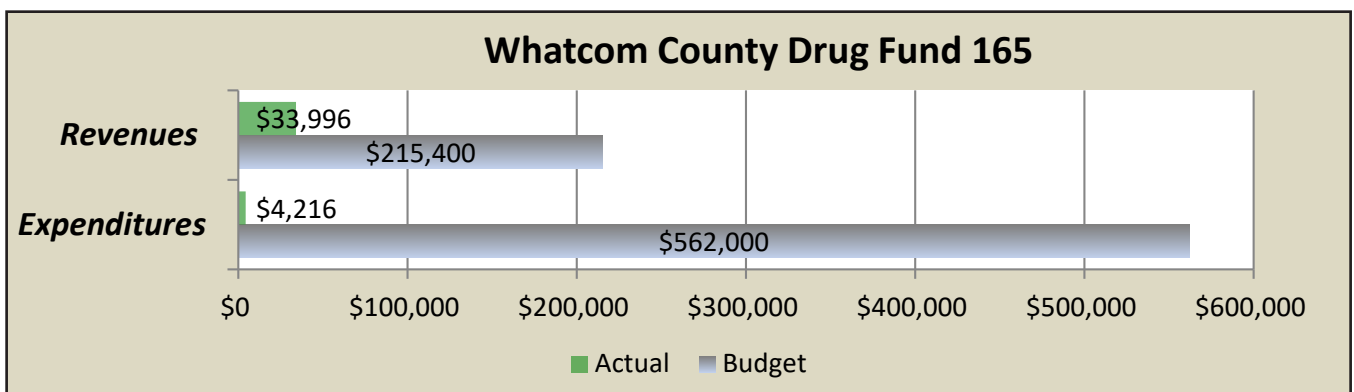 Whatcom County Drug Fund 165
Revenues
$33,996
$215,400
Expenditures
$4,216
$562,000
$0 $100,000 $200,000 $300,000 $400,000 $500,000 $600,000
Actual Budget